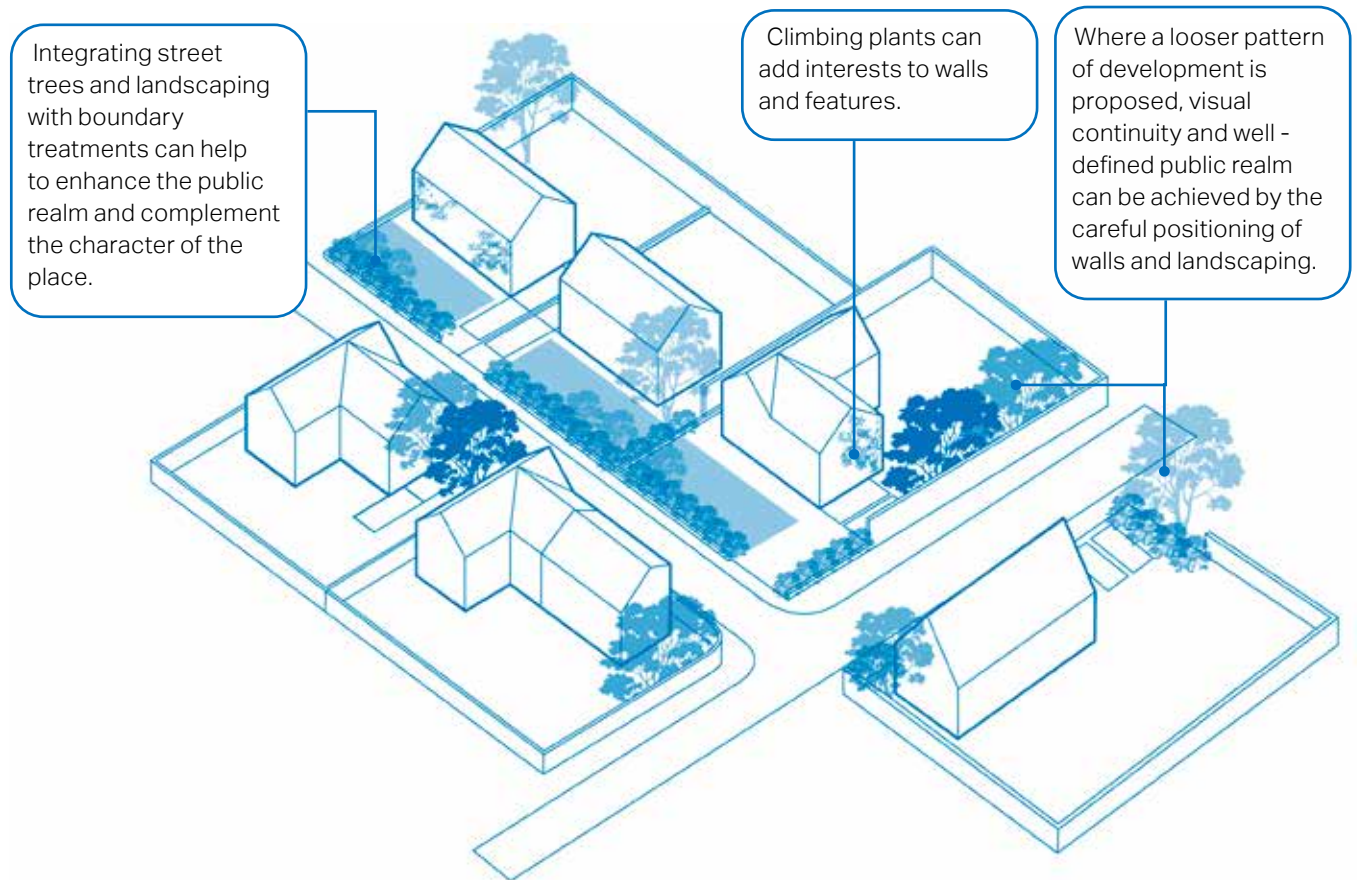 Integrating street
trees and landscaping
with boundary
treatments can help
to enhance the public
realm and complement
the character of the
place.
Climbing plants can
add interests to walls
and features.
Where a looser pattern
of development is
proposed, visual
continuity and well -
defined public realm
can be achieved by the
careful positioning of
walls and landscaping.